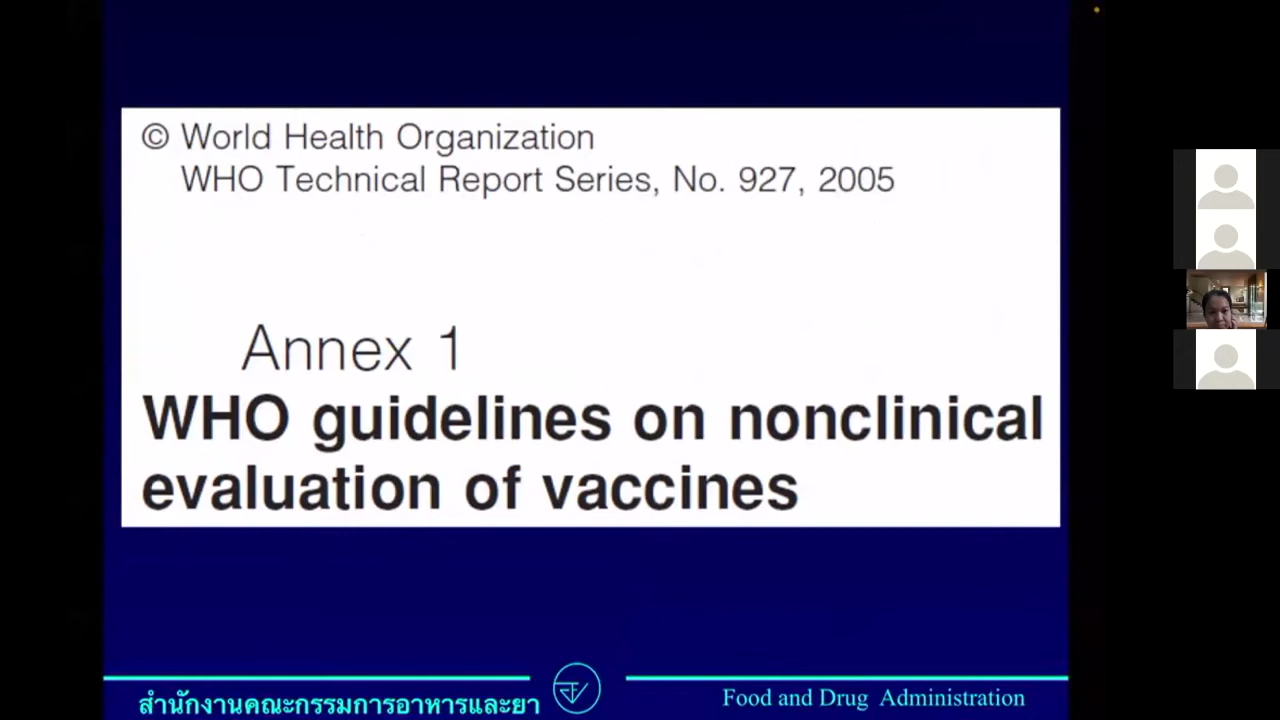 © World Health Organization
WHO Technical Report Series, No. 927, 2005
Annex 1
WHO guidelines on nonclinical
evaluation of vaccines
สำนักงานคณะกรรมการอาหารและยา
Food and Drug Administration